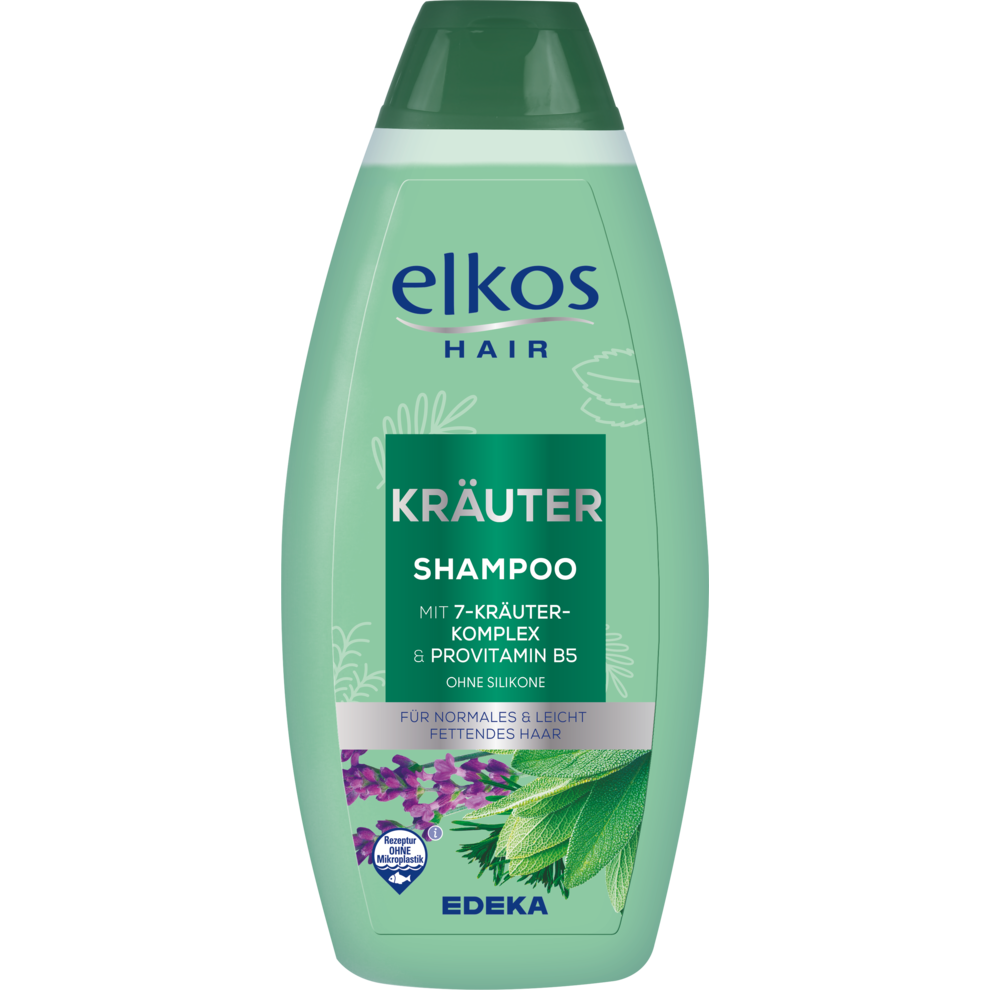 elkos
HAIR
KRÄUTER
SHAMPOO
MIT 7-KRÄUTER-
KOMPLEX
& PROVITAMIN B5
OHNE SILIKONE
FÜR NORMALES & LEICHT
FETTENDES HAAR
Rezeptur
OHNE
Mikroplastik
i
EDEKA